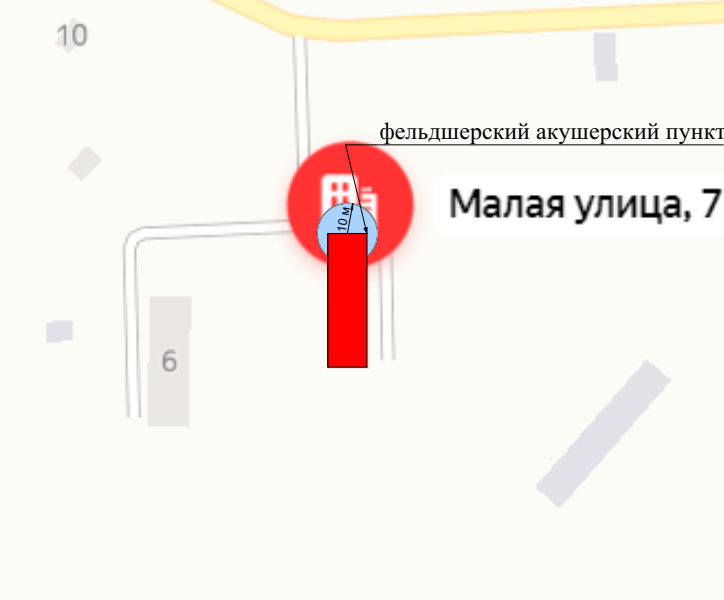 10
фельдшерский акушерский пункт
Малая улица, 7
10 м
6